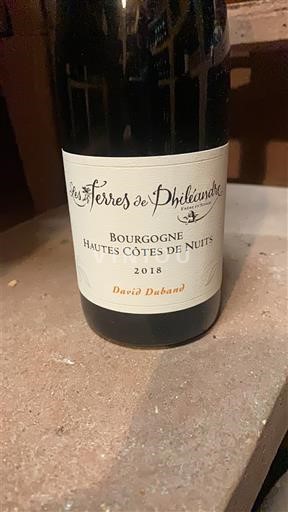 Les Terres de Philéandre
BOURGOGNE
HAUTES CÔTES DE NUITS
2018
David Duband